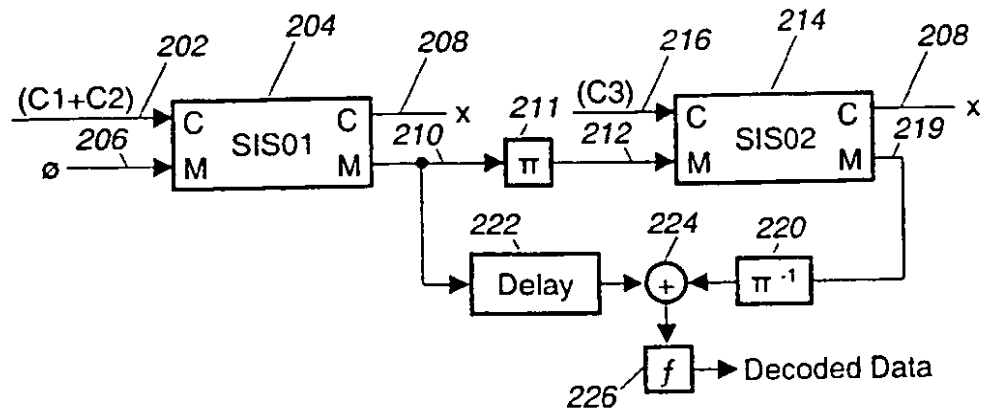 202
204
208
216
214
208
(C1+C2)
(C3)
C
C
x
211
C
C
x
206
SIS01
210
π
212
SIS02
219
ø
M
M
M
M
222
224
220
Delay
+
π -1
226
f
Decoded Data